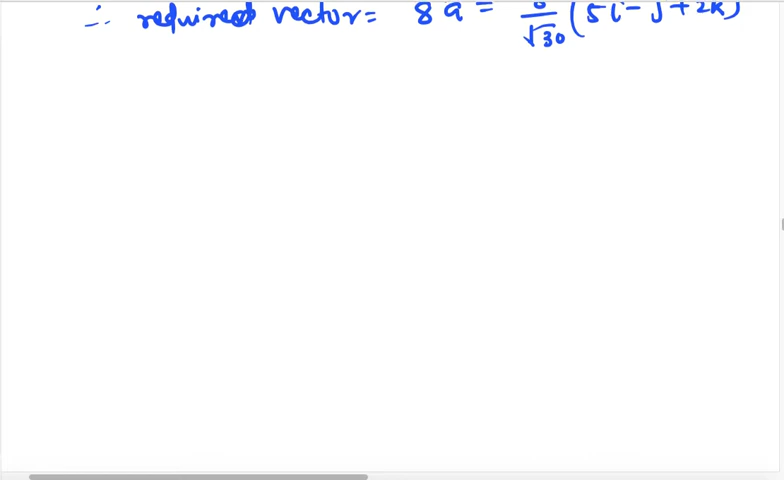 ∴ required vector = 8 a = 8/√30 (5i - j + 2k)